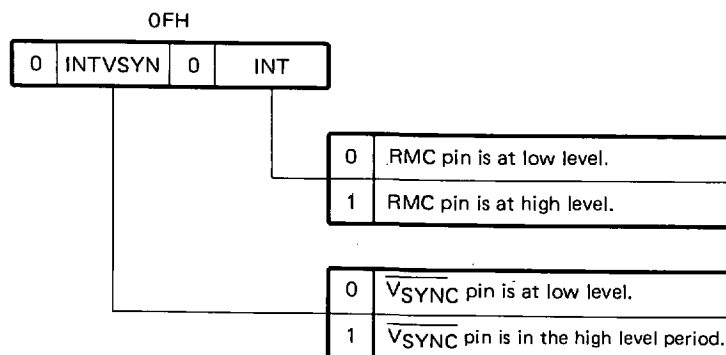 0FH
0 INTVSYN 0 INT
0 RMC pin is at low level.
1 RMC pin is at high level.
0 VSYNC pin is at low level.
1 VSYNC pin is in the high level period.